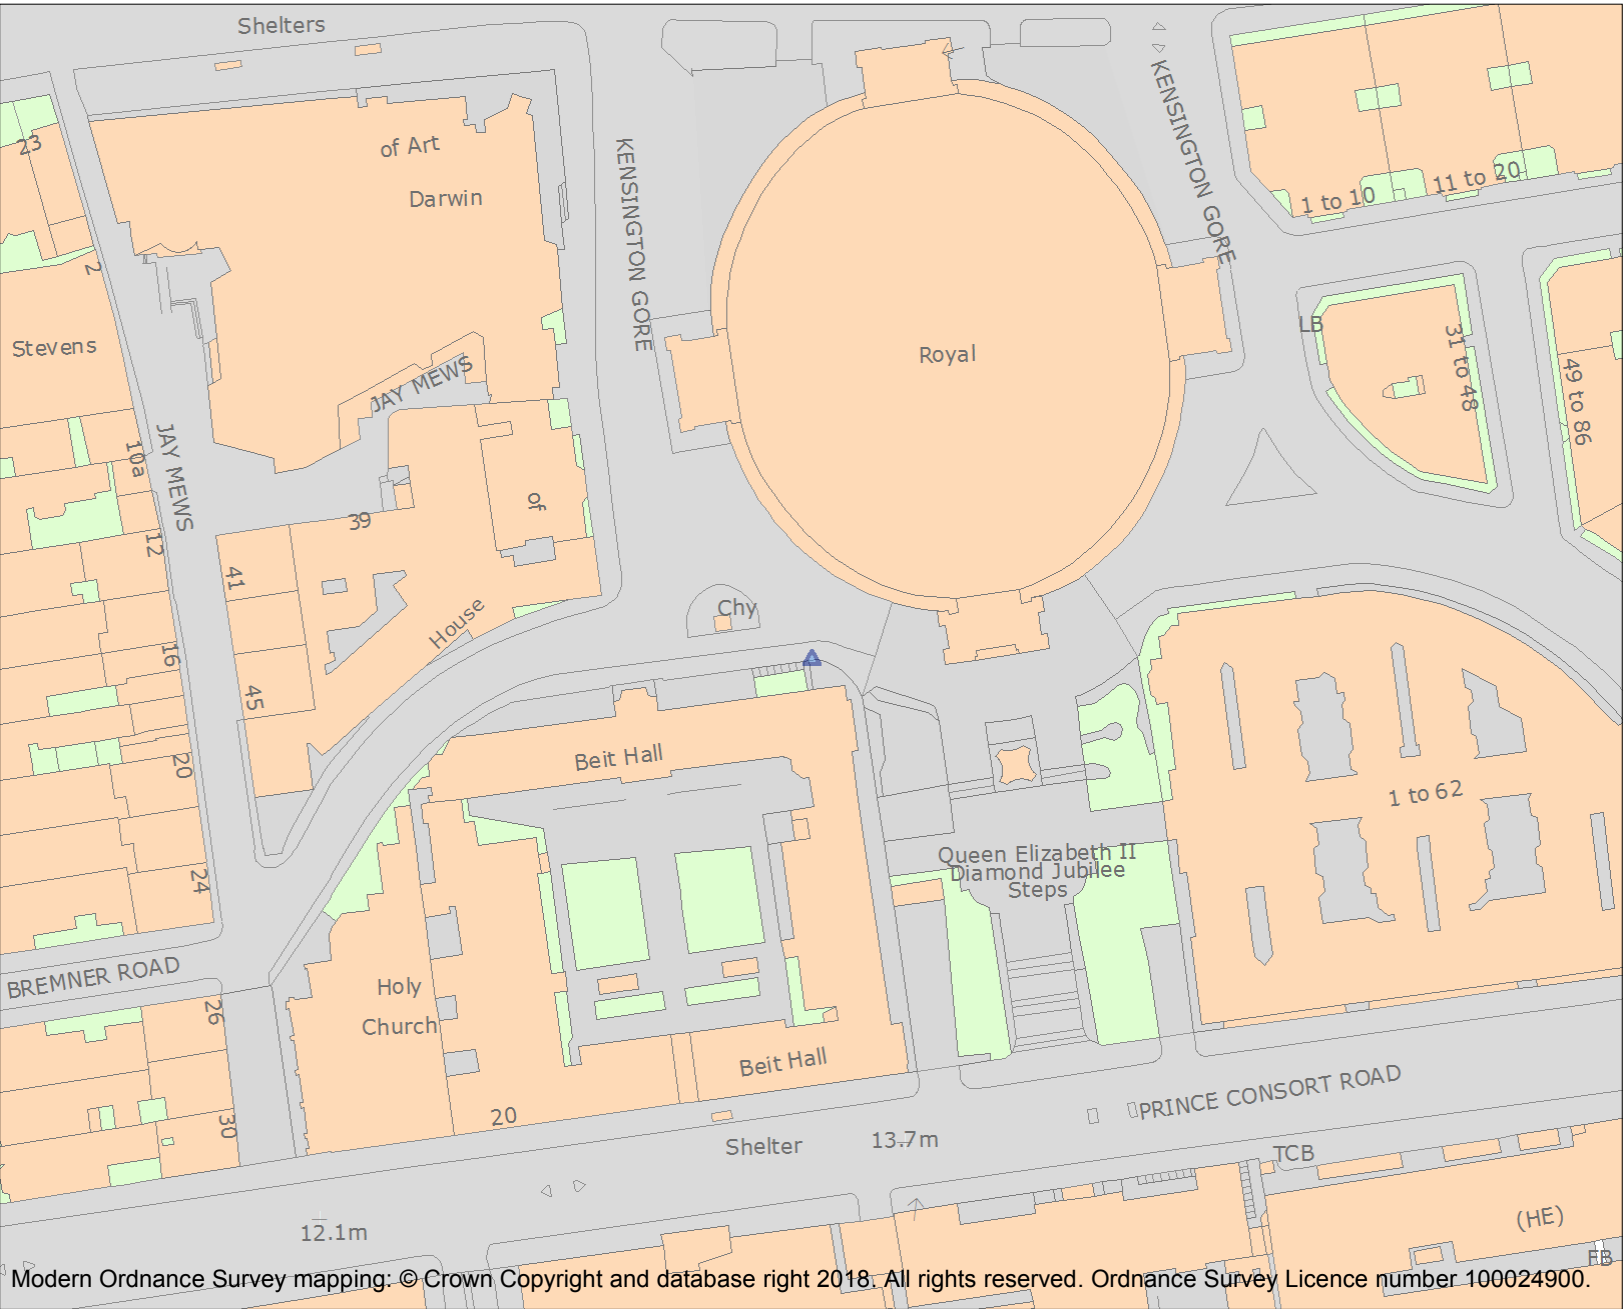 Shelters
KENSINGTON GORE
of Art
Darwin
23
1 to 10
11 to 20
KENSINGTON GORE
2
Stevens
Royal
LB
31 to 48
49 to 86
JAY MEWS
10a
JAY MEWS
of
39
12
41
House
Chy
16
45
20
Beit Hall
1 to 62
24
Queen Elizabeth II
Diamond Jubilee
Steps
BREMNER ROAD
Holy
Church
26
Beit Hall
30
20
PRINCE CONSORT ROAD
Shelter
13.7m
TCB
12.1m
(HE)
FB
Modern Ordnance Survey mapping: © Crown Copyright and database right 2018. All rights reserved. Ordnance Survey Licence number 100024900.